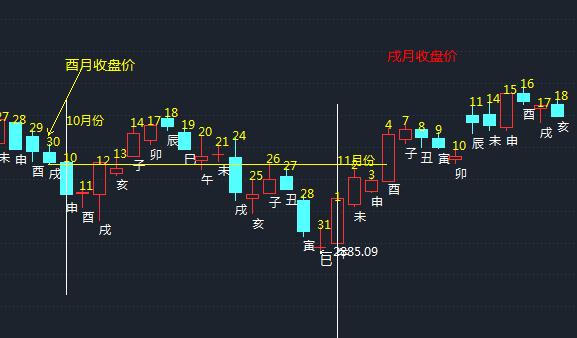 酉月收盘价
戌月收盘价
10月份
11月份
27 28 29 30 10 11 12 13 14 17 18 19 20 21 24 25 26 27 28 31 1 2 3 4 7 8 9 10 11 14 15 16 17 18
未 申 酉 戌 申 酉 戌 亥 子 卯 辰 巳 午 未 戌 亥 子 丑 寅 巳 午 未 申 酉 子 丑 寅 卯 辰 未 申 酉 戌 亥
2885.09